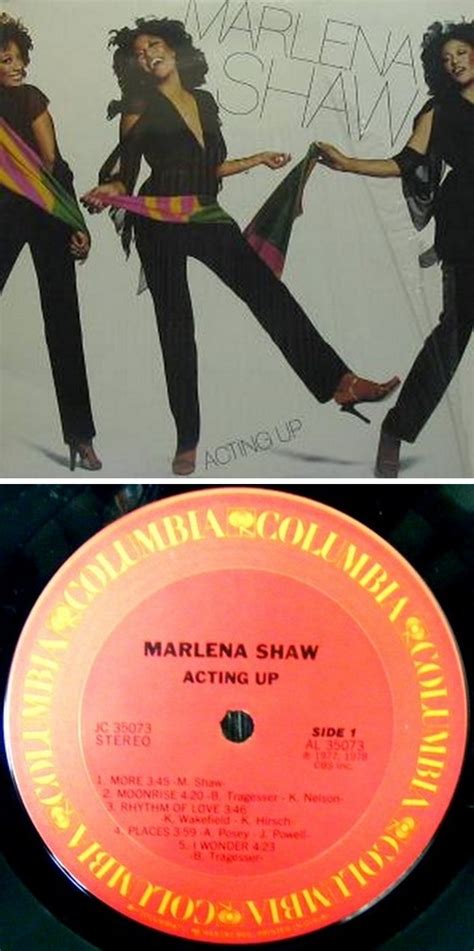 MARLENA
SHAW
ACTING UP
COLUMBIA COLUMBIA COLUMBIA COLUMBIA COLUMBIA COLUMBIA
MARLENA SHAW
ACTING UP
JC 35073
STEREO
SIDE 1
AL 35073
℗ 1977, 1978
CBS Inc.
1. MORE 3:45 -M. Shaw-
2. MOONRISE 4:20 -B. Tragesser - K. Nelson-
3. RHYTHM OF LOVE 3:46
-K. Wakefield - K. Hirsch-
4. PLACES 3:59 -A. Posey - J. Powell-
5. I WONDER 4:23
-B. Tragesser-